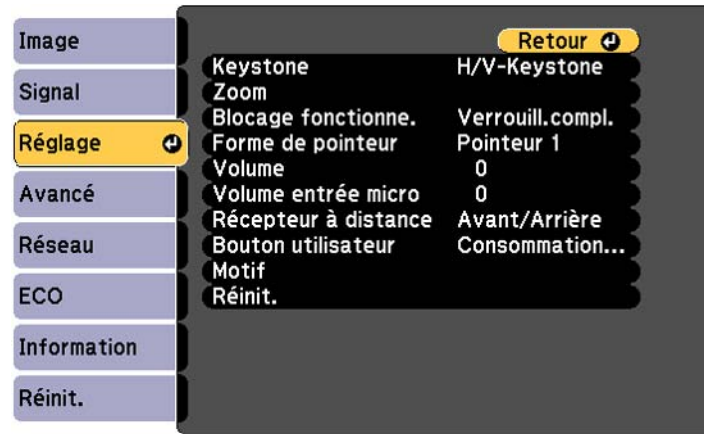 Image
Signal
Réglage
Avancé
Réseau
ECO
Information
Réinit.
Retour
Keystone H/V-Keystone
Zoom
Blocage fonctionne. Verrouill.compl.
Forme de pointeur Pointeur 1
Volume 0
Volume entrée micro 0
Récepteur à distance Avant/Arrière
Bouton utilisateur Consommation...
Motif
Réinit.